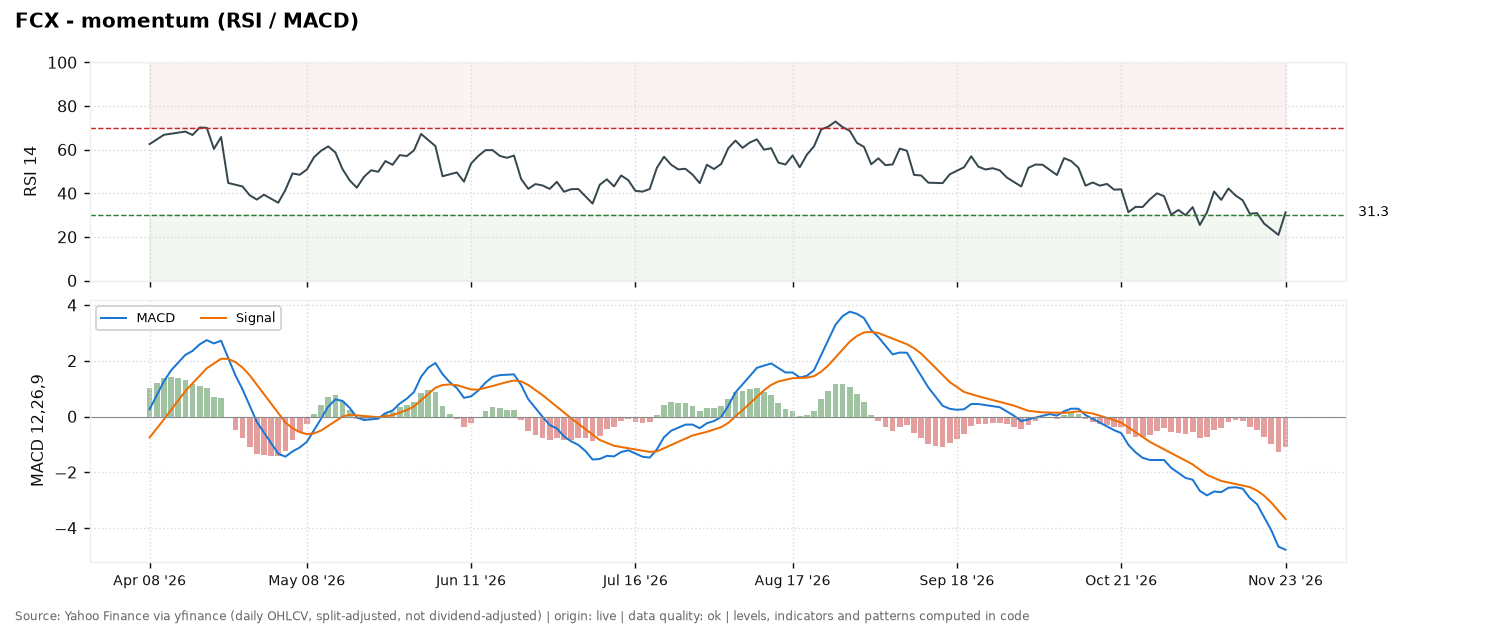 FCX - momentum (RSI / MACD)
100
80
60
40
20
0
RSI 14
31.3
4
2
0
−2
−4
MACD 12,26,9
MACD
Signal
Apr 08 '26
May 08 '26
Jun 11 '26
Jul 16 '26
Aug 17 '26
Sep 18 '26
Oct 21 '26
Nov 23 '26
Source: Yahoo Finance via yfinance (daily OHLCV, split-adjusted, not dividend-adjusted) | origin: live | data quality: ok | levels, indicators and patterns computed in code